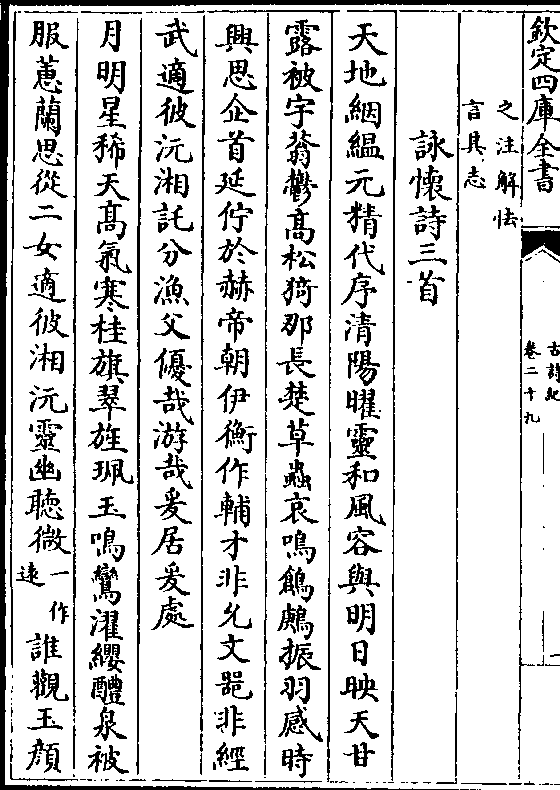 欽定四庫全書
古詩紀
卷二十九
之注解怯
言其志
詠懷詩三首
天地絪緼元精代序清陽曜靈和風容與明日映天甘
露被宇蓊鬱高松猗那長楚草蟲哀鳴鶬鶊振羽感時
興思企首延佇於赫帝朝伊衡作輔才非允文噐非經
武適彼沅湘託分漁父優哉游哉爰居爰處
月明星稀天髙氣寒桂旗翠旌珮玉鳴鸞濯纓醴泉被
服蕙蘭思從二女適彼湘沅靈幽聽微一作遠誰觀玉顔